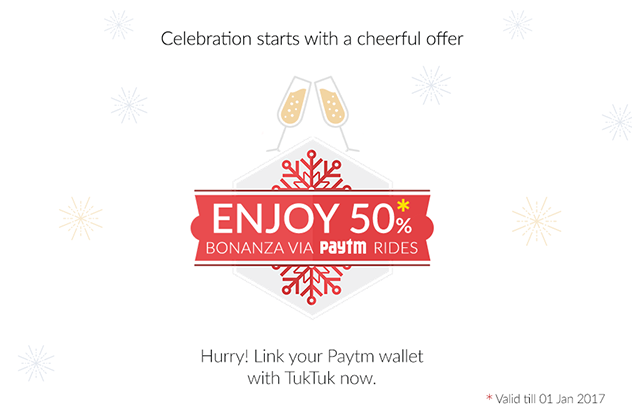 Celebration starts with a cheerful offer
ENJOY 50*%
BONANZA VIA Paytm RIDES
Hurry! Link your Paytm wallet
with TukTuk now.
* Valid till 01 Jan 2017